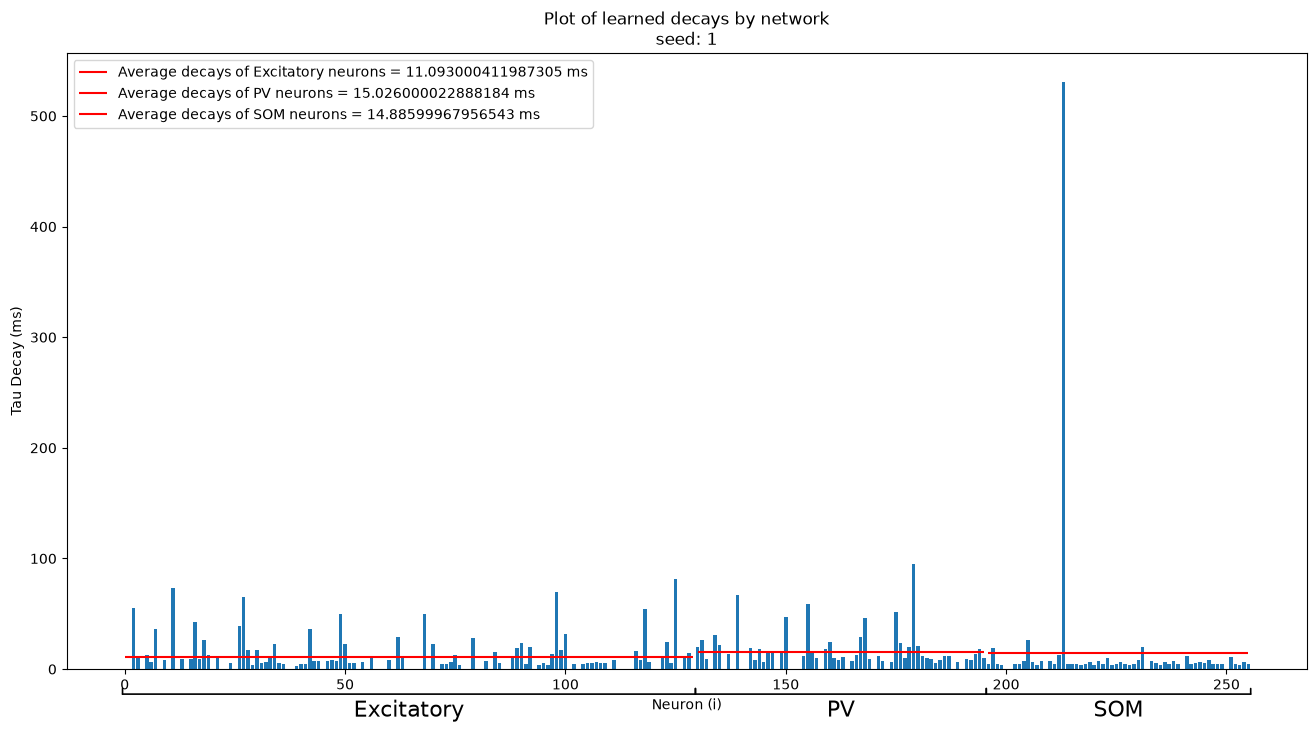 Plot of learned decays by network
seed: 1
Average decays of Excitatory neurons = 11.093000411987305 ms
Average decays of PV neurons = 15.026000022888184 ms
Average decays of SOM neurons = 14.88599967956543 ms
Tau Decay (ms)
500
400
300
200
100
0
0 50 100 150 200 250
Neuron (i)
Excitatory PV SOM